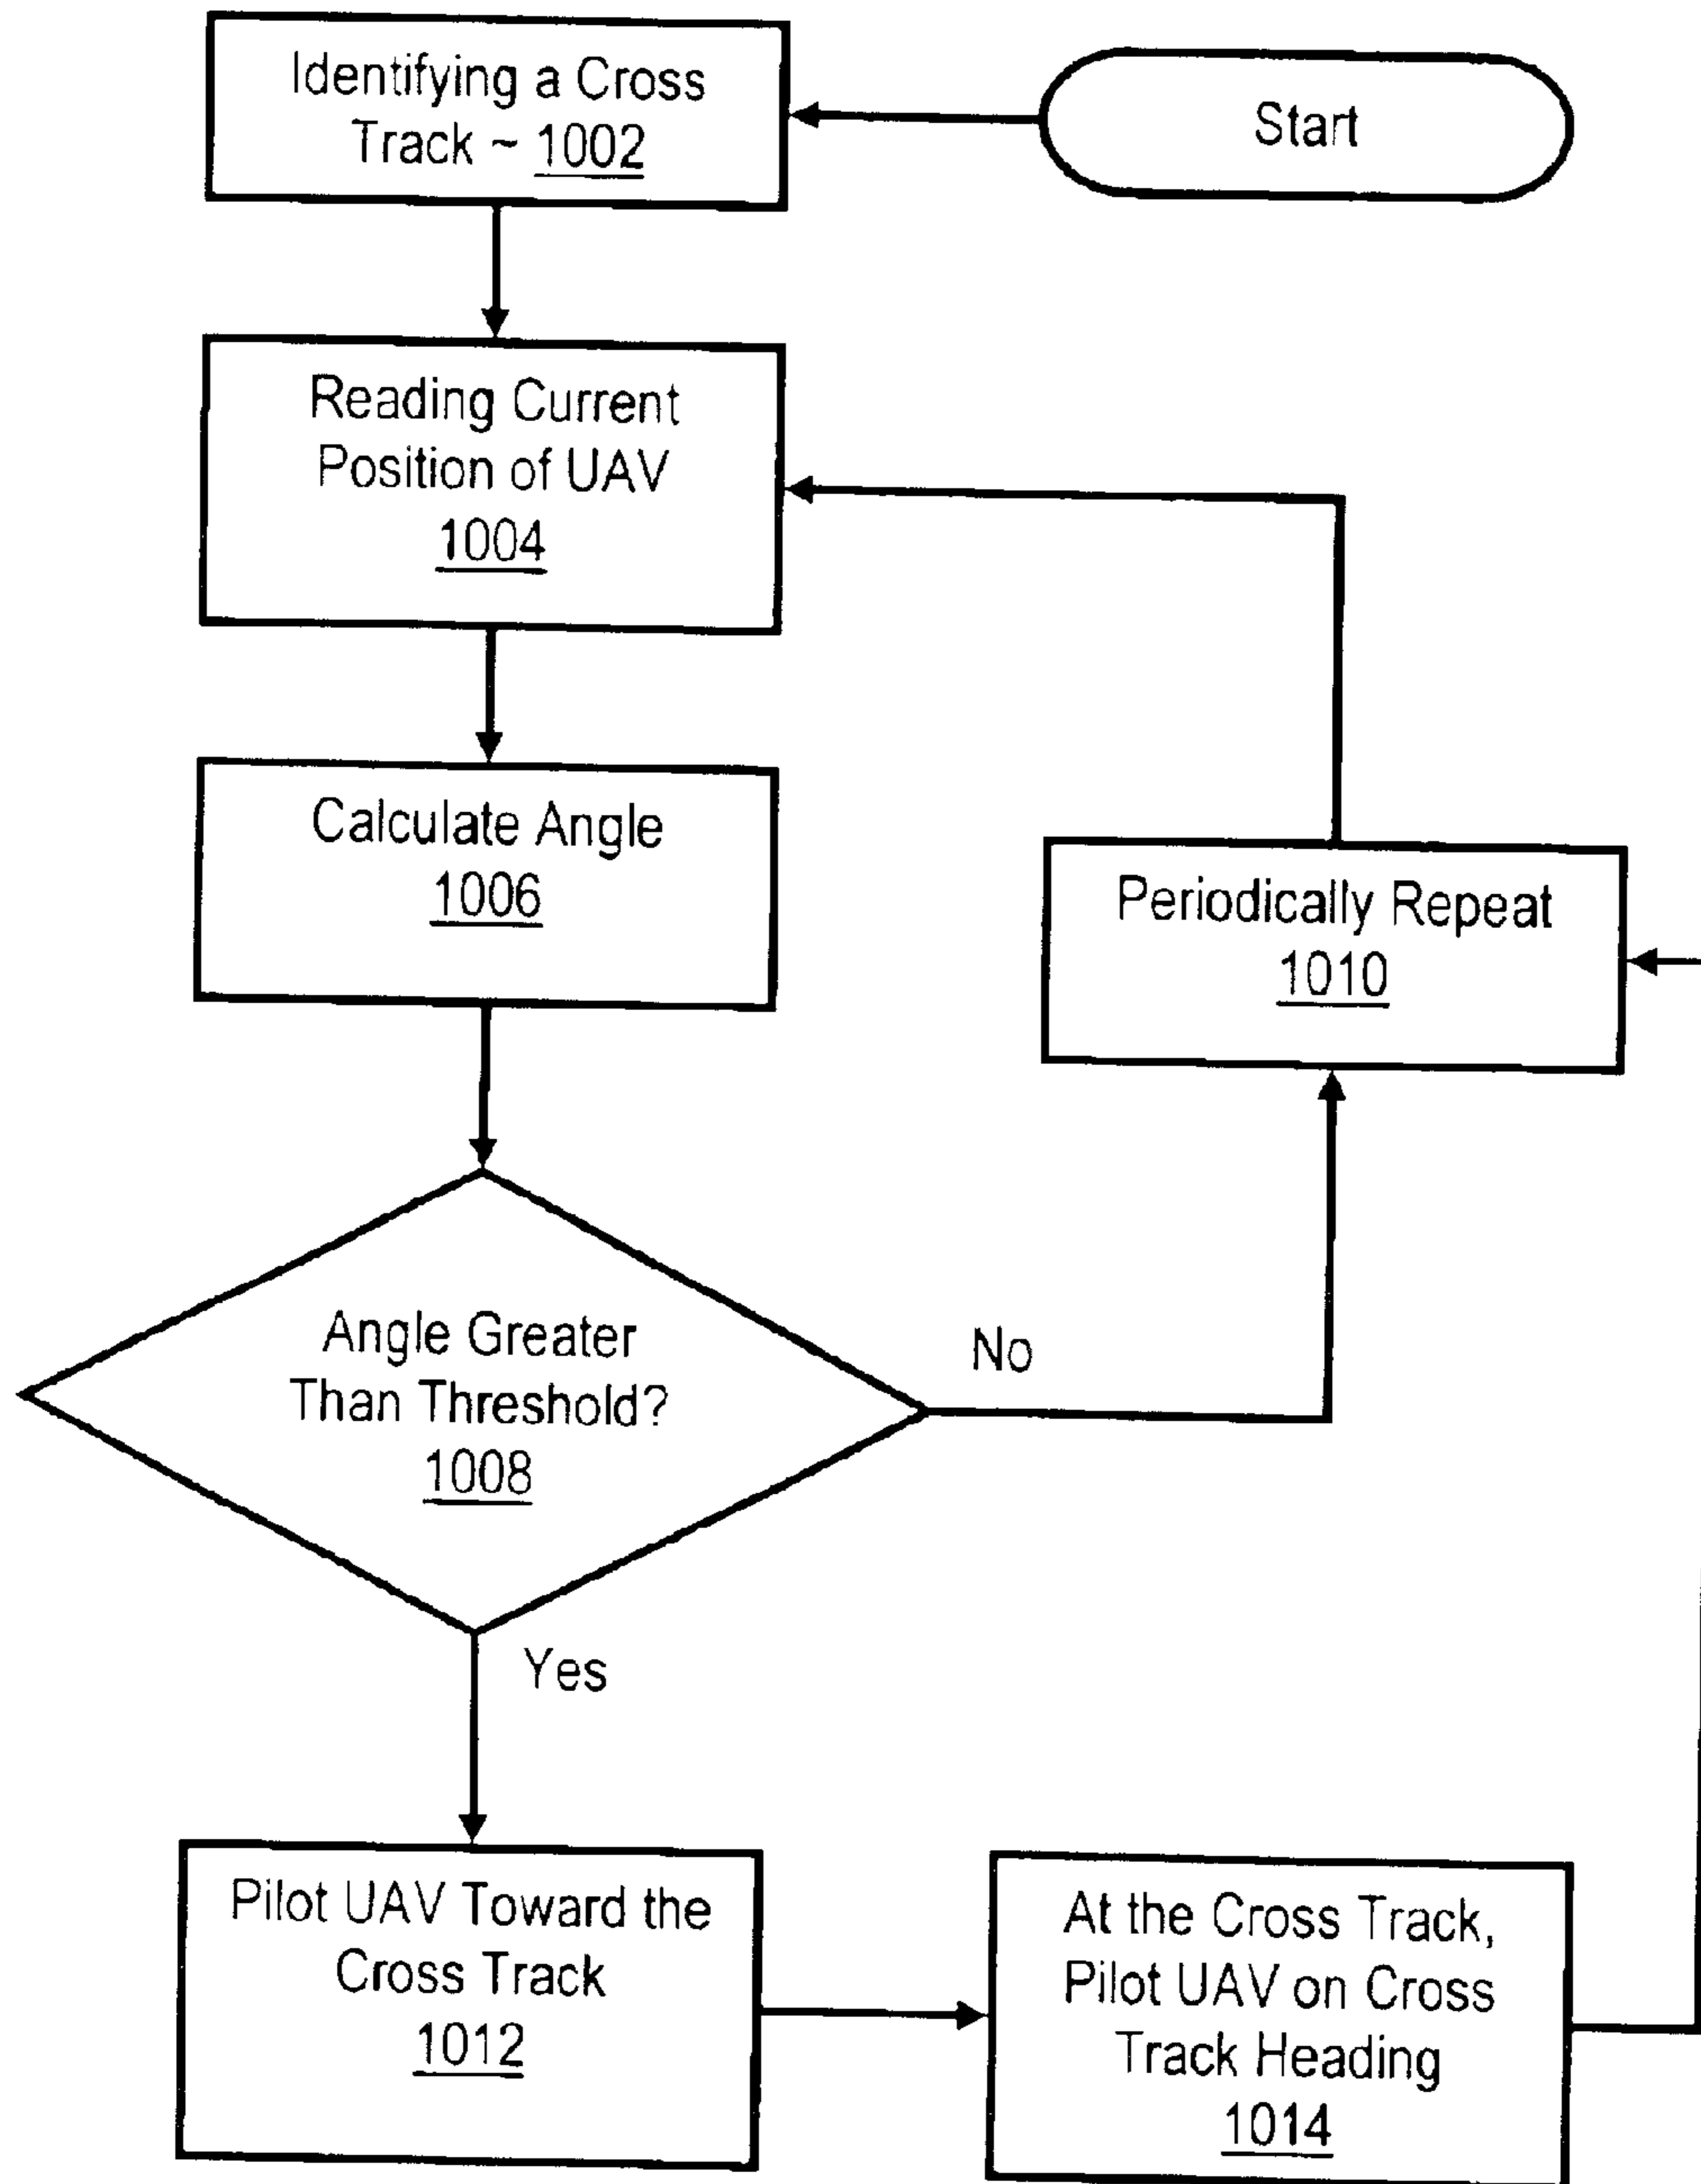 Identifying a Cross
Track ~ 1002
Start
Reading Current
Position of UAV
1004
Calculate Angle
1006
Periodically Repeat
1010
Angle Greater
Than Threshold?
1008
No
Yes
Pilot UAV Toward the
Cross Track
1012
At the Cross Track,
Pilot UAV on Cross
Track Heading
1014